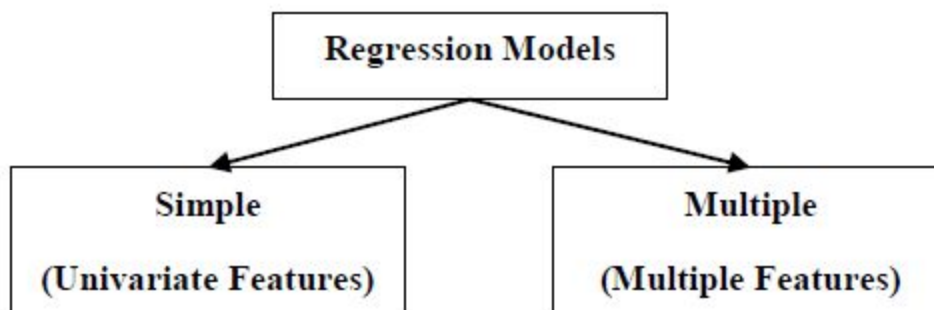 Regression Models
Simple
(Univariate Features)
Multiple
(Multiple Features)